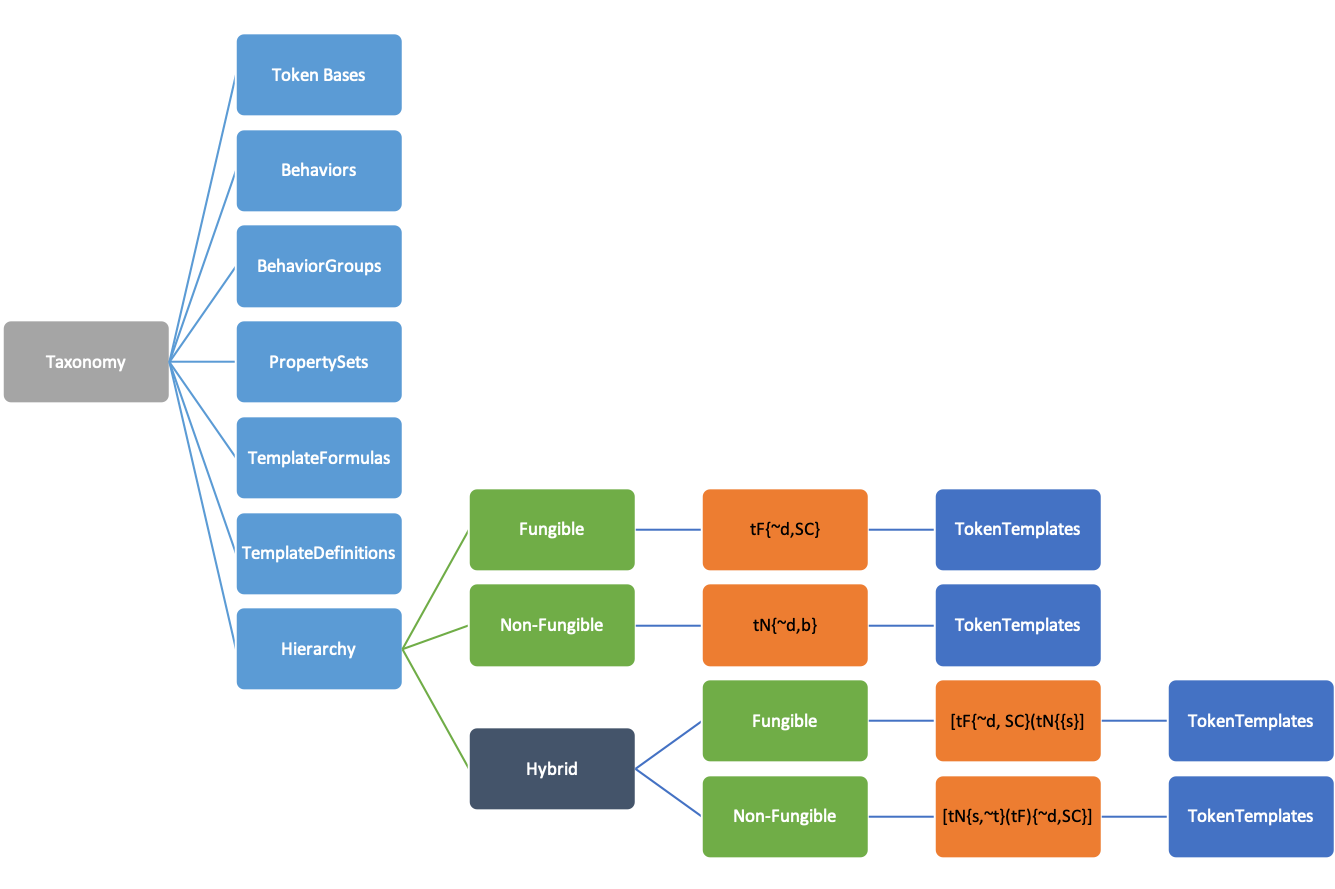 Token Bases
Behaviors
BehaviorGroups
Taxonomy
PropertySets
TemplateFormulas
TemplateDefinitions
Hierarchy
Fungible
tF{~d,SC}
TokenTemplates
Non-Fungible
tN{~d,b}
TokenTemplates
Hybrid
Fungible
[tF{~d, SC}(tN{{s}]
TokenTemplates
Non-Fungible
[tN{s,~t}(tF){~d,SC}]
TokenTemplates